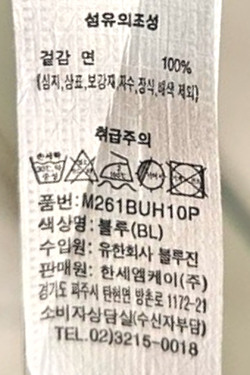 섬유의조성
겉감 면 100%
(심지,상표,보강재,자수,장식,배색 제외)
취급주의
품번:M261BUH10P
색상명:블루(BL)
수입원: 유한회사 블루진
판매원: 한세엠케이(주)
경기도 파주시 탄현면 방촌로 1172-21
소비자상담실(수신자부담)
TEL.02)3215-0018